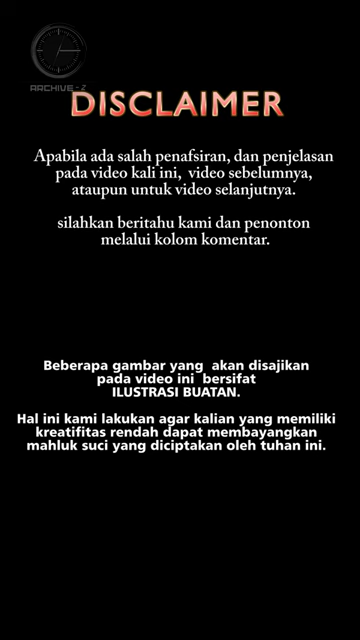 ARCHIVE-Z
DISCLAIMER
Apabila ada salah penafsiran, dan penjelasan
pada video kali ini, video sebelumnya,
ataupun untuk video selanjutnya.
silahkan beritahu kami dan penonton
melalui kolom komentar.
Beberapa gambar yang akan disajikan
pada video ini bersifat
ILUSTRASI BUATAN.
Hal ini kami lakukan agar kalian yang memiliki
kreatifitas rendah dapat membayangkan
mahluk suci yang diciptakan oleh tuhan ini.